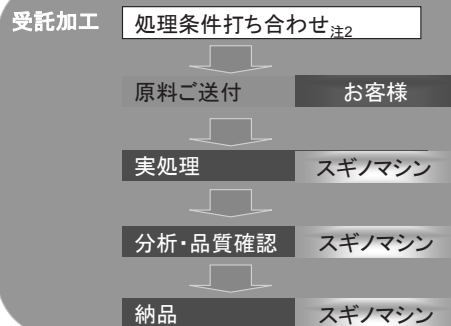 受託加工
処理条件打ち合わせ注2
原料ご送付 お客様
実処理 スギノマシン
分析・品質確認 スギノマシン
納品 スギノマシン